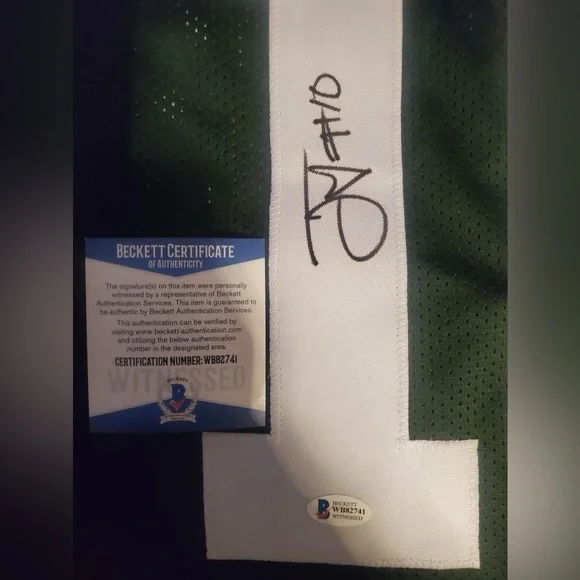 #10
BECKETT CERTIFICATE
OF AUTHENTICITY
The signature(s) on this item were personally
witnessed by a representative of Beckett
Authentication Services. This item is guaranteed to
be authentic by Beckett Authentication Services.
This authentication can be verified by
visiting www.beckett-authentication.com
and utilizing the below authentication
number in the designated area.
CERTIFICATION NUMBER: WB82741
WITNESSED
BECKETT
B
BECKETT
WB82741
WITNESSED